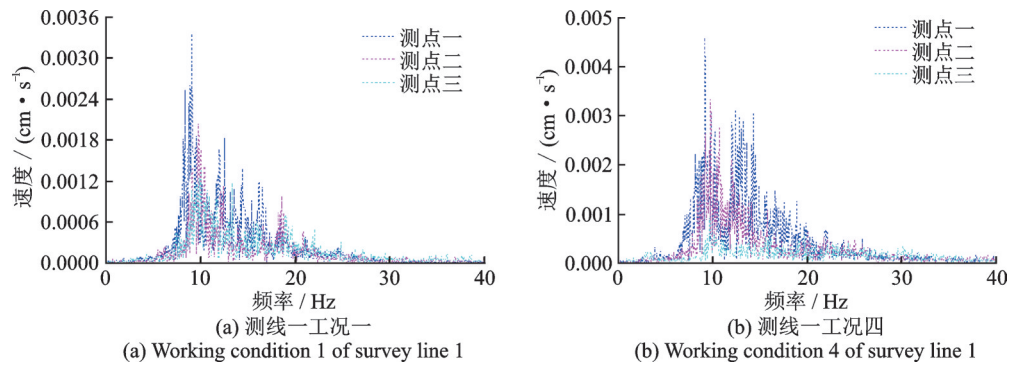 0.0036
0.0030
0.0024
0.0018
0.0012
0.0006
0.0000
速度 / (cm • s⁻¹)
测点一
测点二
测点三
0 10 20 30 40
频率 / Hz
(a) 测线一工况一
(a) Working condition 1 of survey line 1
0.005
0.004
0.003
0.002
0.001
0.000
速度 / (cm • s⁻¹)
测点一
测点二
测点三
0 10 20 30 40
频率 / Hz
(b) 测线一工况四
(b) Working condition 4 of survey line 1